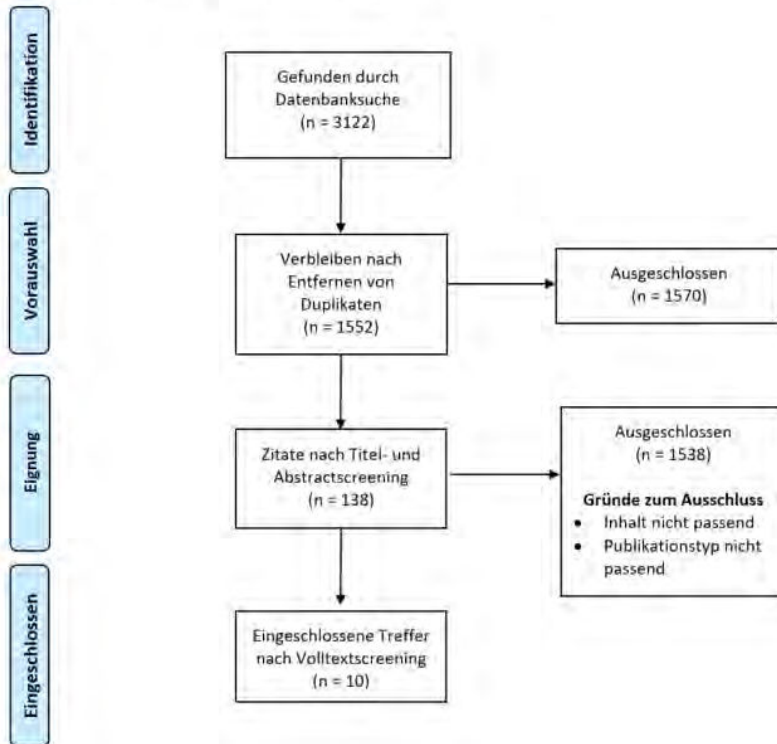 Identifikation
Gefunden durch
Datenbanksuche
(n = 3122)
Vorauswahl
Verbleiben nach
Entfernen von
Duplikaten
(n = 1552)
Ausgeschlossen
(n = 1570)
Eignung
Zitate nach Titel- und
Abstractscreening
(n = 138)
Ausgeschlossen
(n = 1538)
Gründe zum Ausschluss
• Inhalt nicht passend
• Publikationstyp nicht
passend
Eingeschlossen
Eingeschlossene Treffer
nach Volltextscreening
(n = 10)